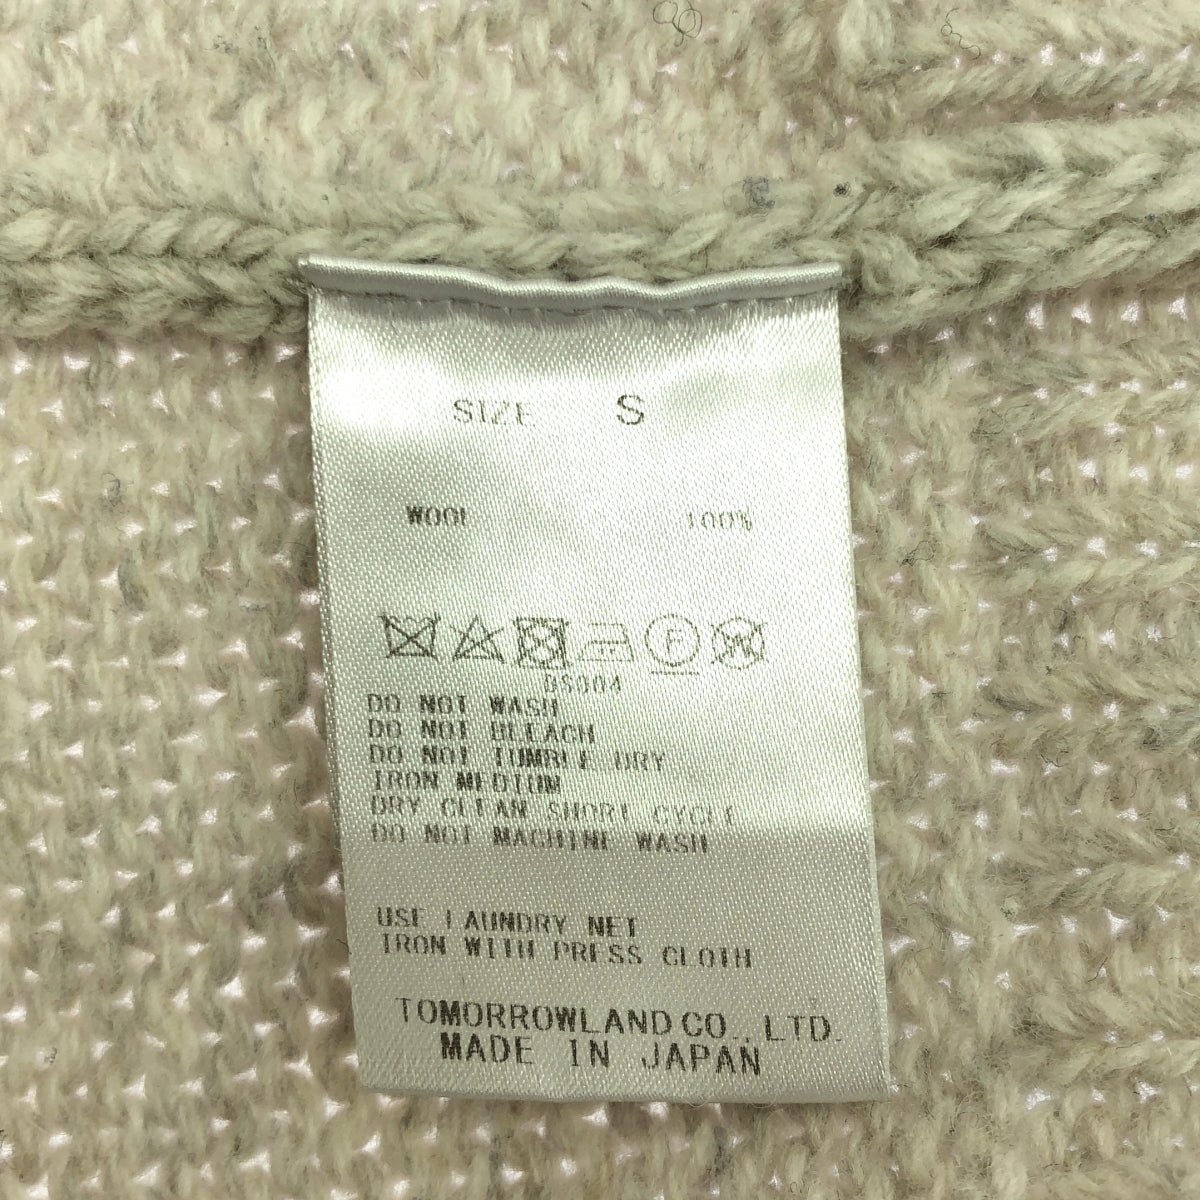 SIZE S
WOOL 100%
F W
DS004
DO NOT WASH
DO NOT BLEACH
DO NOT TUMBLE DRY
IRON MEDIUM
DRY CLEAN SHORT CYCLE
DO NOT MACHINE WASH
USE LAUNDRY NET
IRON WITH PRESS CLOTH
TOMORROWLAND CO., LTD.
MADE IN JAPAN